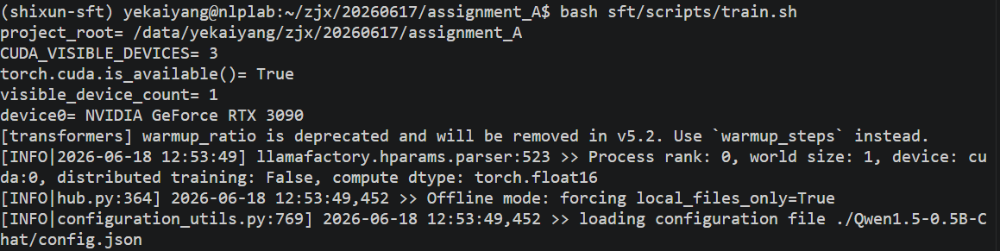 (shixun-sft) yekaiyang@nlplab:~/zjx/20260617/assignment_A$ bash sft/scripts/train.sh
project_root= /data/yekaiyang/zjx/20260617/assignment_A
CUDA_VISIBLE_DEVICES= 3
torch.cuda.is_available()= True
visible_device_count= 1
device0= NVIDIA GeForce RTX 3090
[transformers] warmup_ratio is deprecated and will be removed in v5.2. Use `warmup_steps` instead.
[INFO|2026-06-18 12:53:49] llamafactory.hparams.parser:523 >> Process rank: 0, world size: 1, device: cu
da:0, distributed training: False, compute dtype: torch.float16
[INFO|hub.py:364] 2026-06-18 12:53:49,452 >> Offline mode: forcing local_files_only=True
[INFO|configuration_utils.py:769] 2026-06-18 12:53:49,452 >> loading configuration file ./Qwen1.5-0.5B-C
hat/config.json